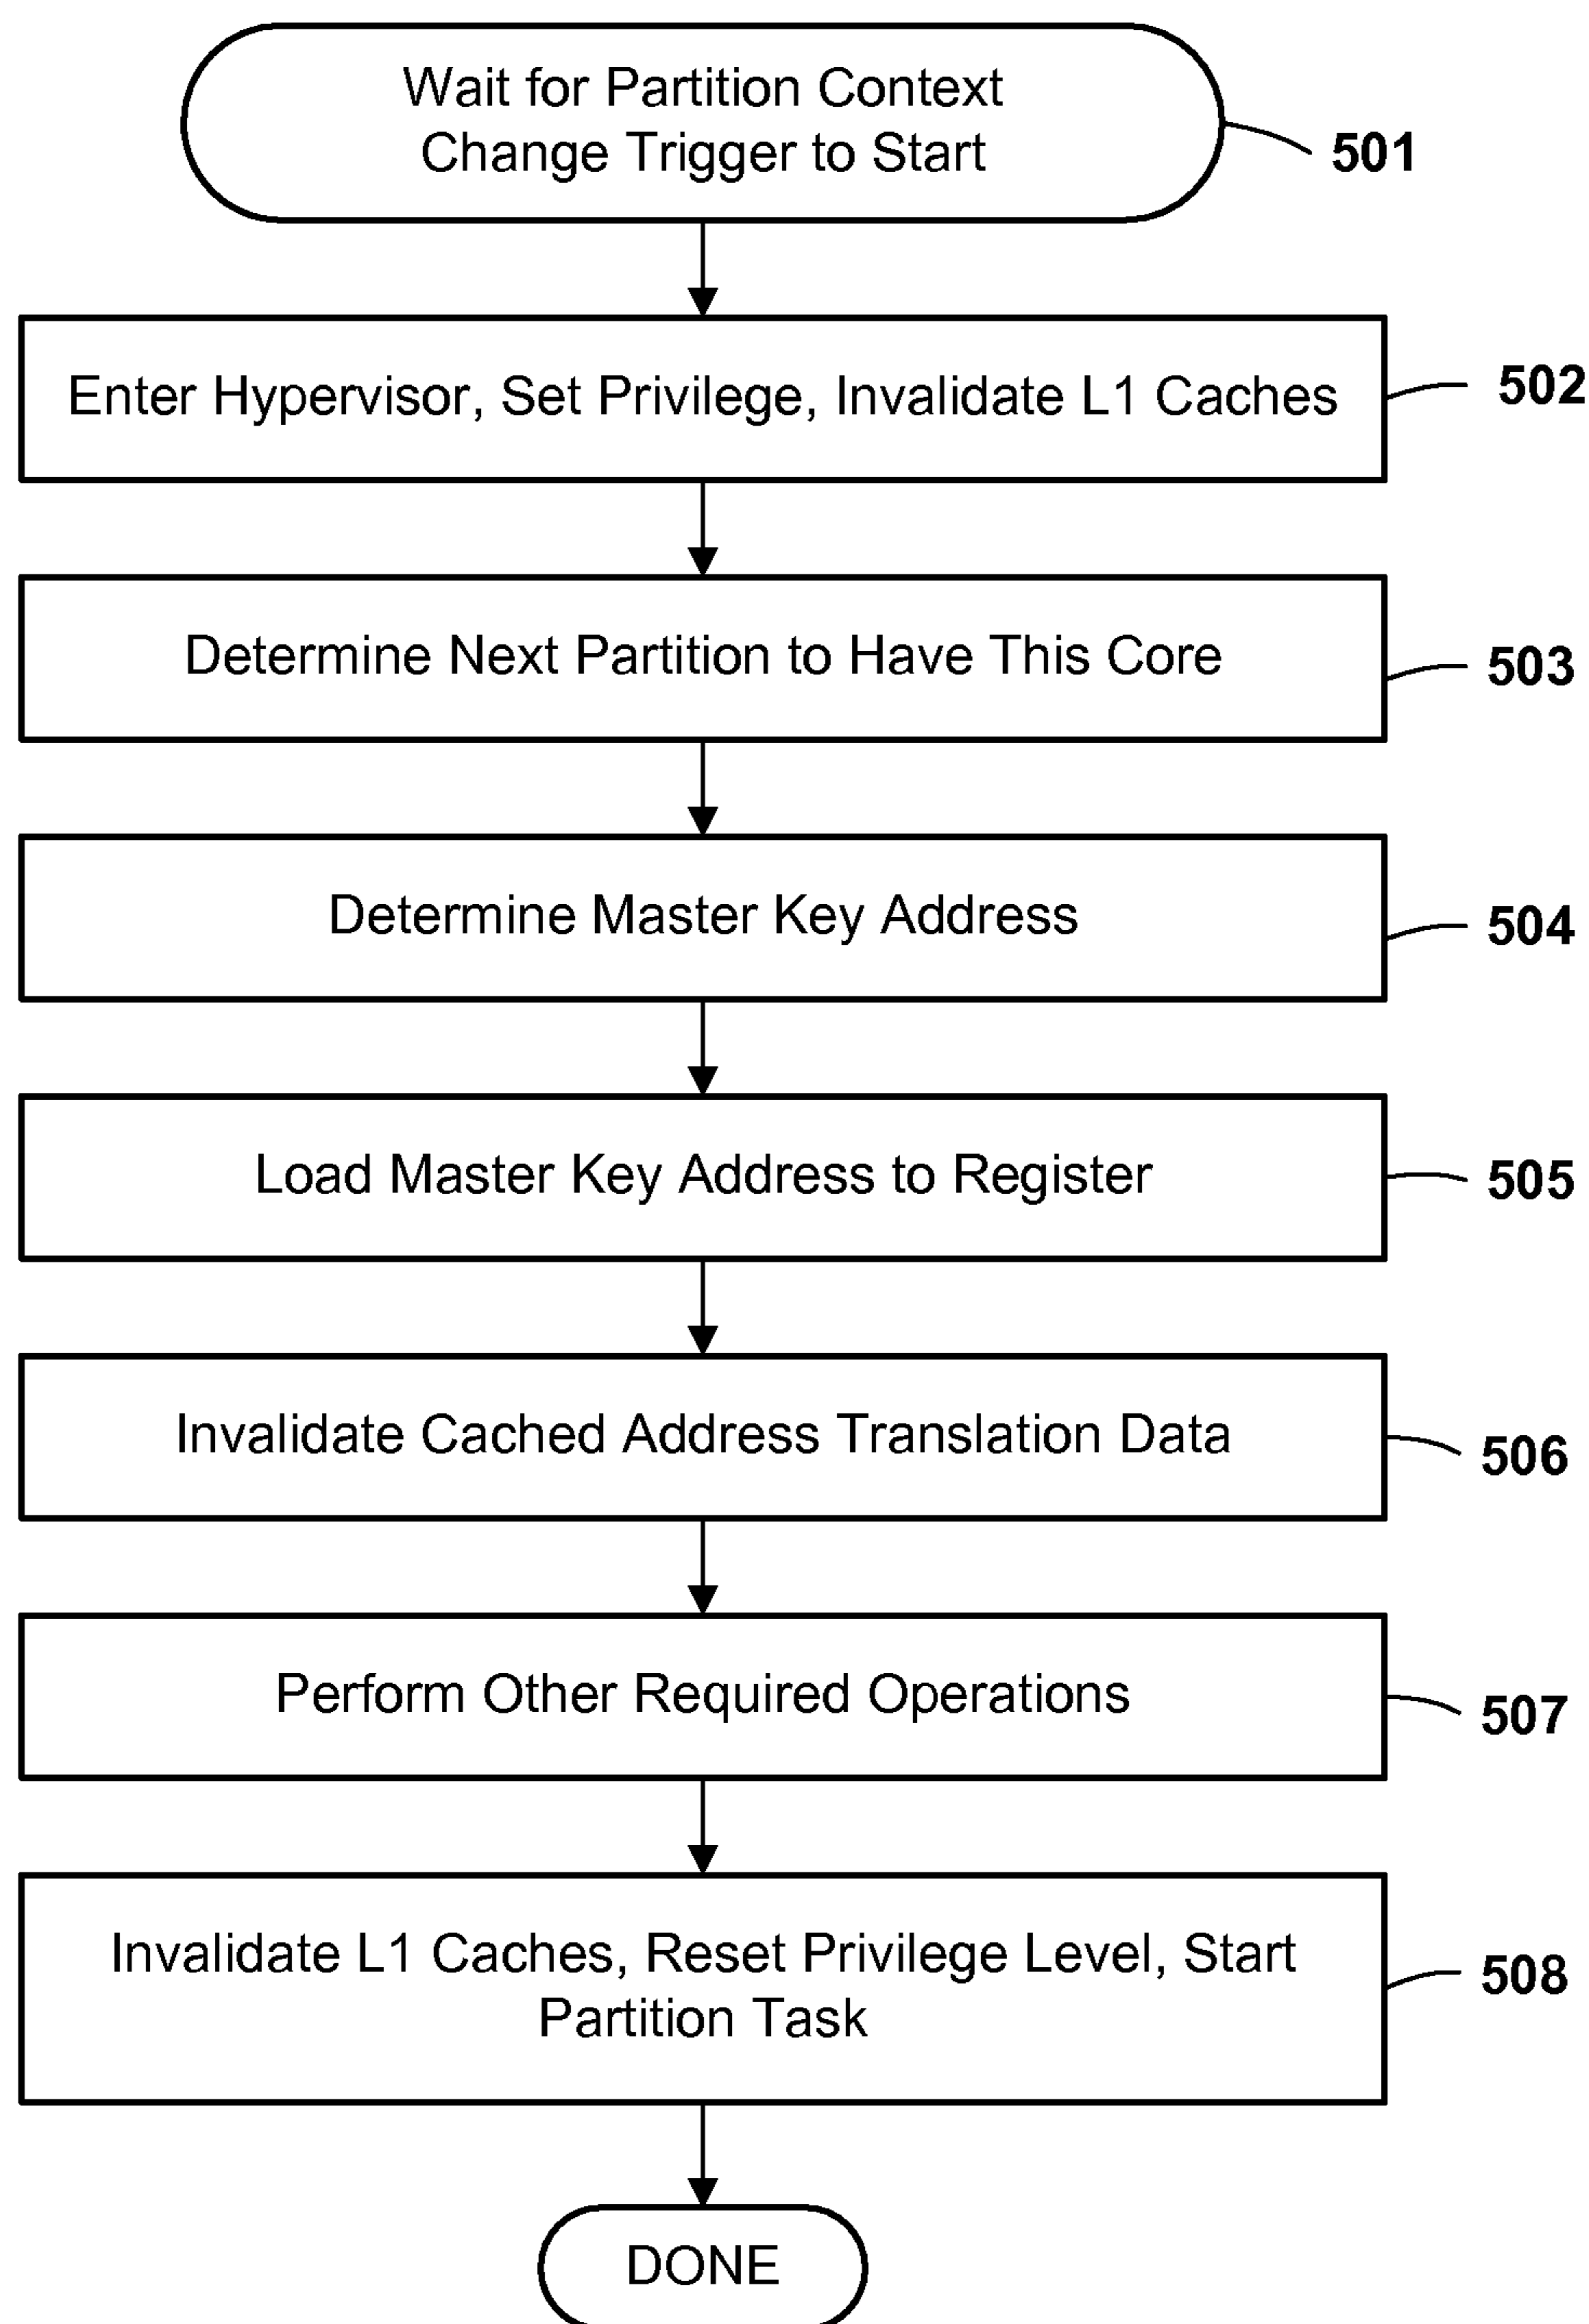 Wait for Partition Context
Change Trigger to Start
501
Enter Hypervisor, Set Privilege, Invalidate L1 Caches
502
Determine Next Partition to Have This Core
503
Determine Master Key Address
504
Load Master Key Address to Register
505
Invalidate Cached Address Translation Data
506
Perform Other Required Operations
507
Invalidate L1 Caches, Reset Privilege Level, Start
Partition Task
508
DONE